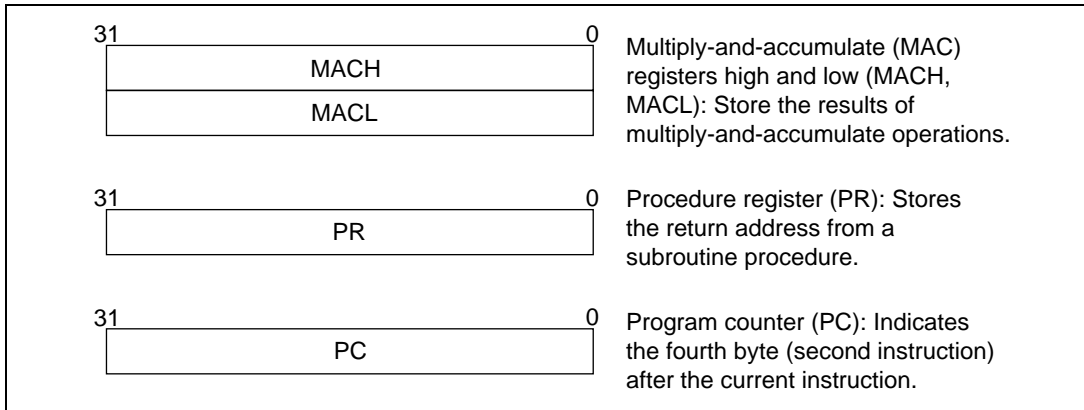 31 0
MACH
MACL
Multiply-and-accumulate (MAC)
registers high and low (MACH,
MACL): Store the results of
multiply-and-accumulate operations.
31 0
PR
Procedure register (PR): Stores
the return address from a
subroutine procedure.
31 0
PC
Program counter (PC): Indicates
the fourth byte (second instruction)
after the current instruction.